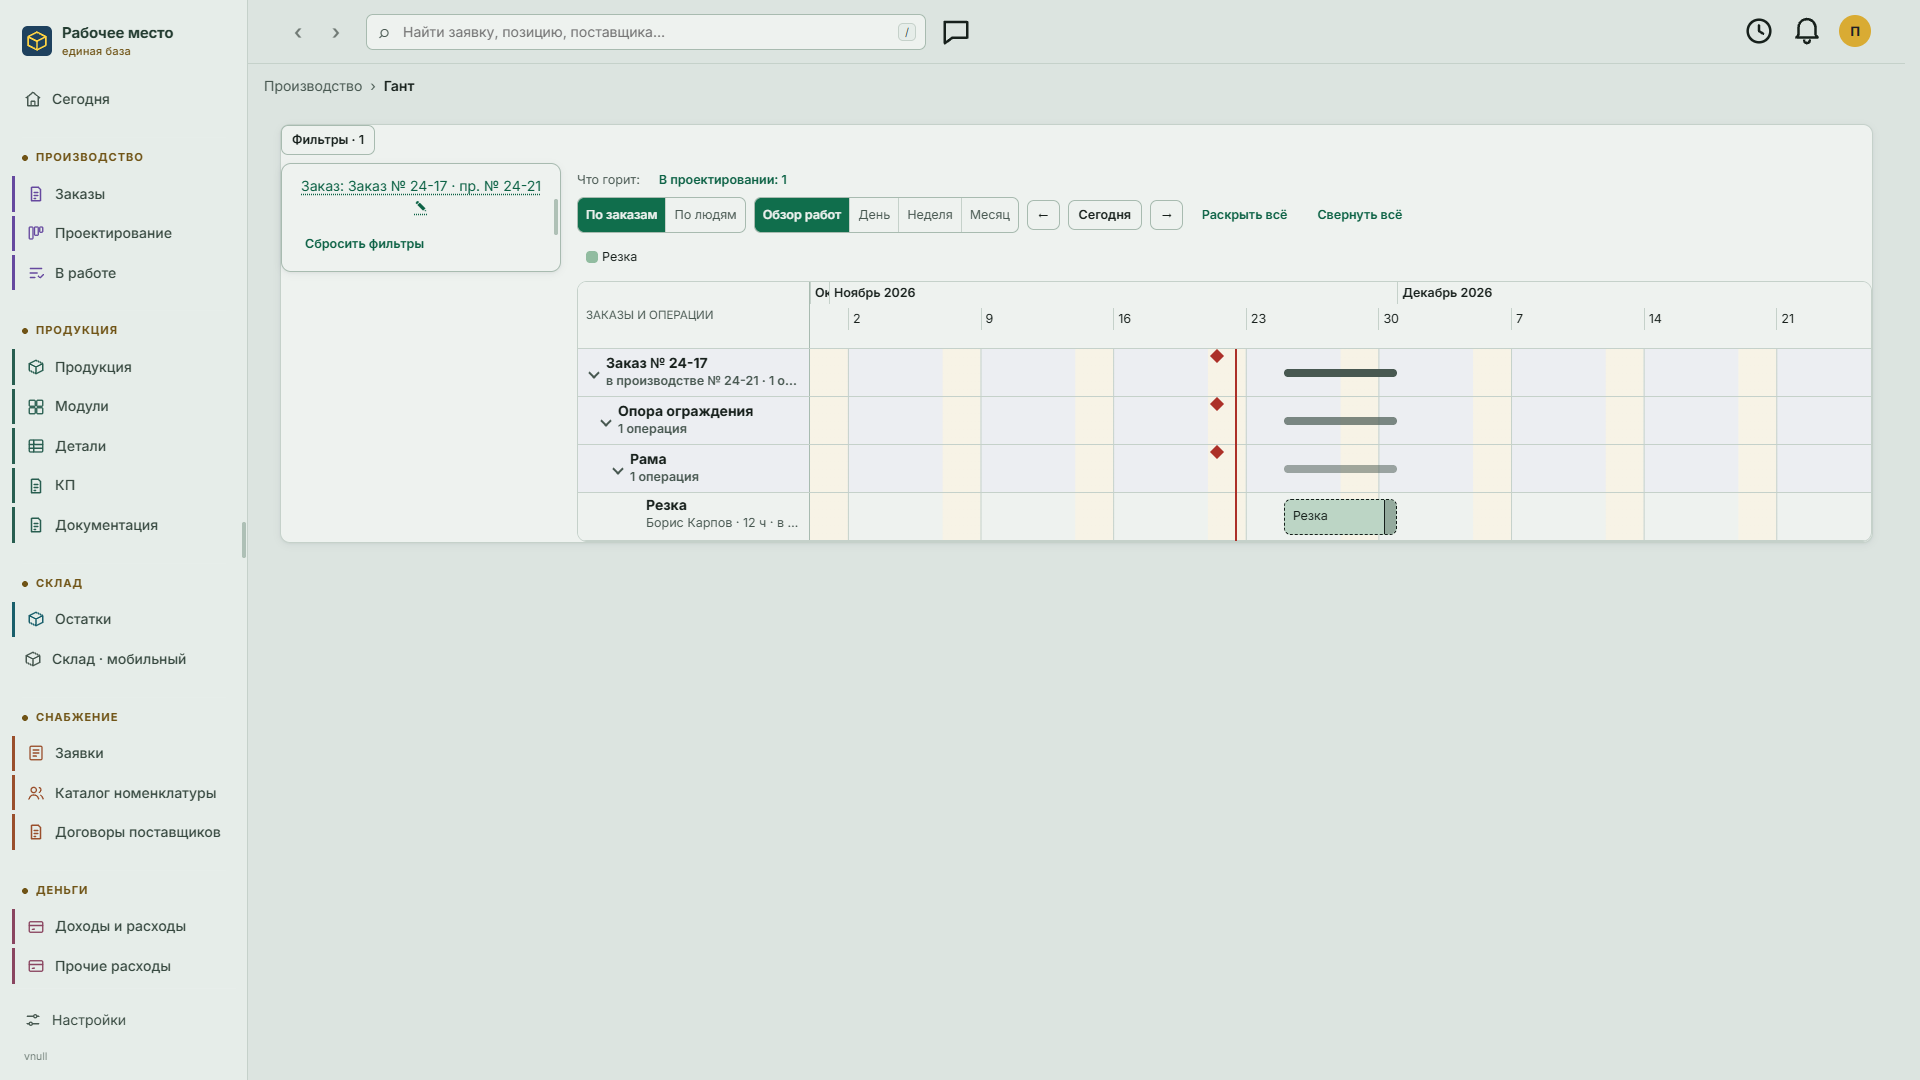 Рабочее место
единая база
Сегодня
ПРОИЗВОДСТВО
Заказы
Проектирование
В работе
ПРОДУКЦИЯ
Продукция
Модули
Детали
КП
Документация
СКЛАД
Остатки
Склад · мобильный
СНАБЖЕНИЕ
Заявки
Каталог номенклатуры
Договоры поставщиков
ДЕНЬГИ
Доходы и расходы
Прочие расходы
Настройки
vnull
Найти заявку, позицию, поставщика... /
П
Производство › Гант
Фильтры · 1
Заказ: Заказ № 24-17 · пр. № 24-21
Сбросить фильтры
Что горит: В проектировании: 1
По заказам По людям Обзор работ День Неделя Месяц ← Сегодня → Раскрыть всё Свернуть всё
Резка
ЗАКАЗЫ И ОПЕРАЦИИ
Ок Ноябрь 2026 Декабрь 2026
2 9 16 23 30 7 14 21
Заказ № 24-17
в производстве № 24-21 · 1 о...
Опора ограждения
1 операция
Рама
1 операция
Резка
Борис Карпов · 12 ч · в ...
Резка